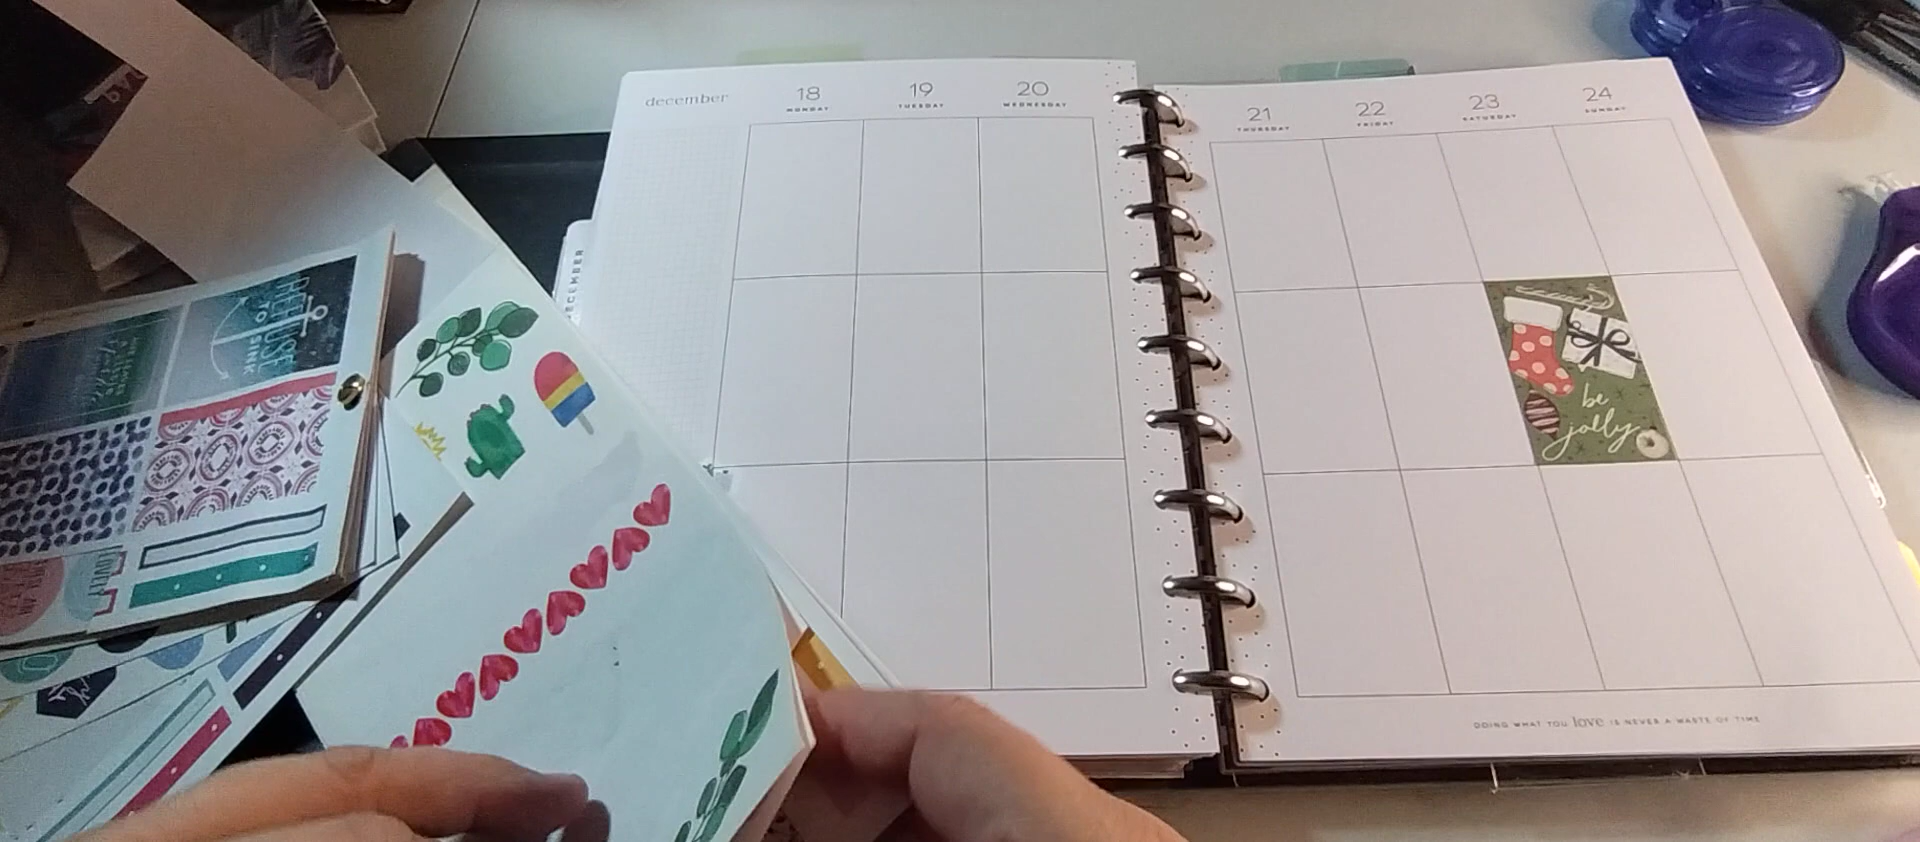 december
18
MONDAY
19
TUESDAY
20
WEDNESDAY
21
THURSDAY
22
FRIDAY
23
SATURDAY
24
SUNDAY
be
jolly
DOING WHAT YOU love IS NEVER A WASTE OF TIME
REFUSE
TO
SINK